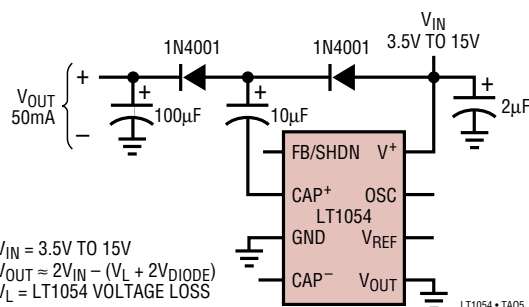 V_IN
3.5V TO 15V
1N4001
1N4001
+
V_OUT
50mA
−
+
100µF
+
10µF
+
2µF
FB/SHDN V⁺
CAP⁺ OSC
LT1054
GND V_REF
CAP⁻ V_OUT
V_IN = 3.5V TO 15V
V_OUT ≈ 2V_IN − (V_L + 2V_DIODE)
V_L = LT1054 VOLTAGE LOSS
LT1054 • TA05